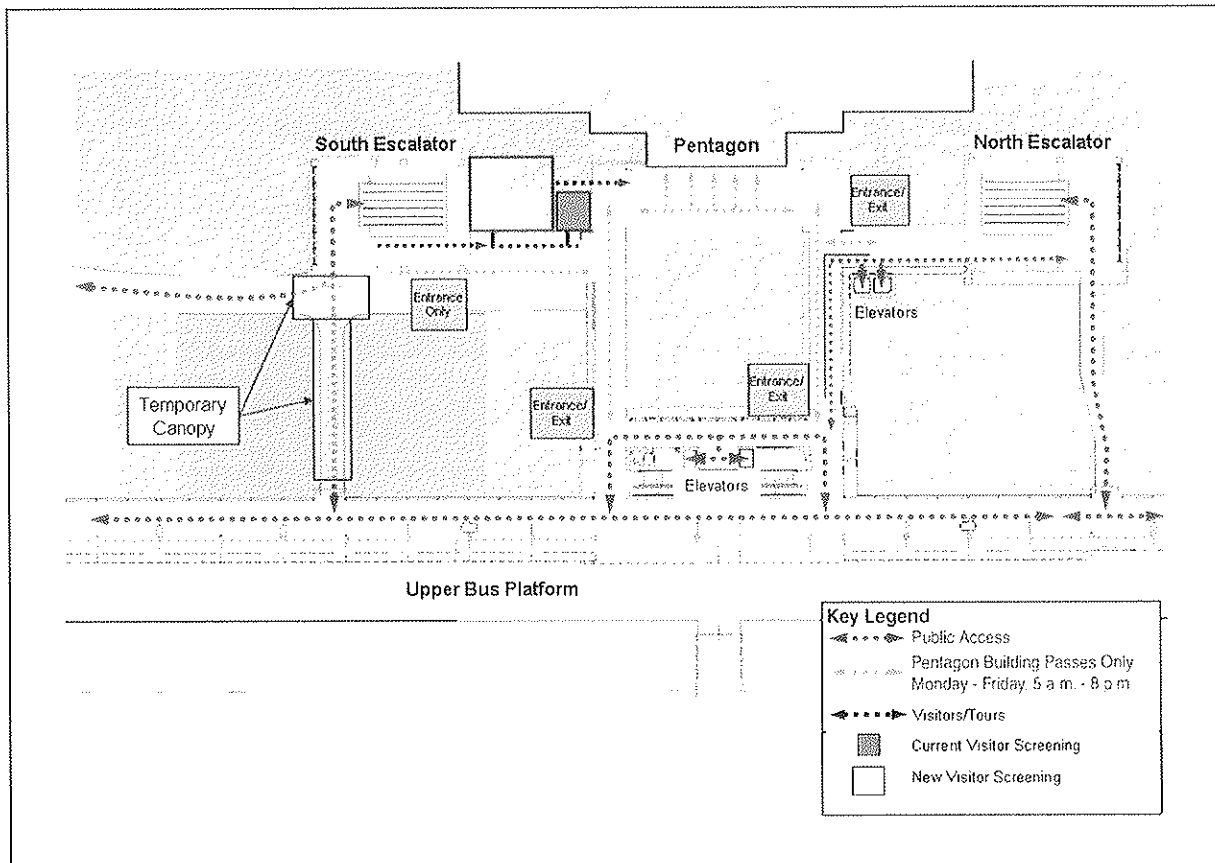 South Escalator
Pentagon
North Escalator
Entrance/
Exit
Entrance
Only
Elevators
Temporary
Canopy
Entrance/
Exit
Entrance/
Exit
Elevators
Upper Bus Platform
Key Legend
Public Access
Pentagon Building Passes Only
Monday - Friday, 5 a.m. - 8 p.m
Visitors/Tours
Current Visitor Screening
New Visitor Screening